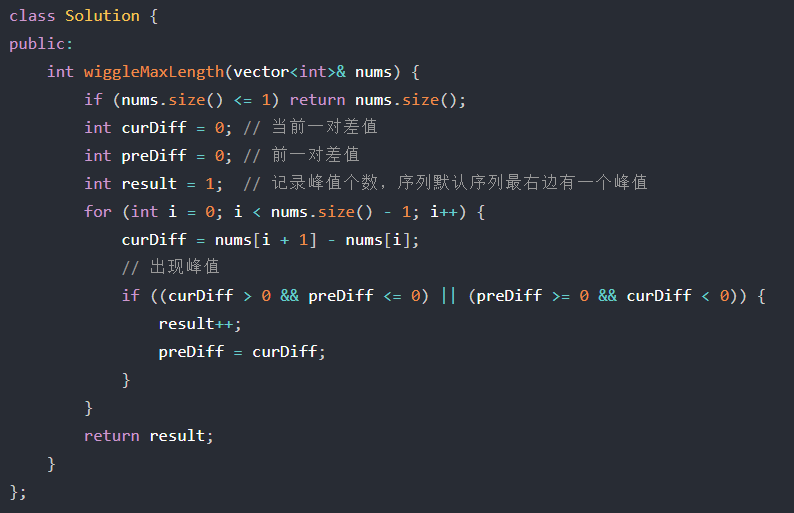 class Solution {
public:
    int wiggleMaxLength(vector<int>& nums) {
        if (nums.size() <= 1) return nums.size();
        int curDiff = 0; // 当前一对差值
        int preDiff = 0; // 前一对差值
        int result = 1;  // 记录峰值个数，序列默认序列最右边有一个峰值
        for (int i = 0; i < nums.size() - 1; i++) {
            curDiff = nums[i + 1] - nums[i];
            // 出现峰值
            if ((curDiff > 0 && preDiff <= 0) || (preDiff >= 0 && curDiff < 0)) {
                result++;
                preDiff = curDiff;
            }
        }
        return result;
    }
};